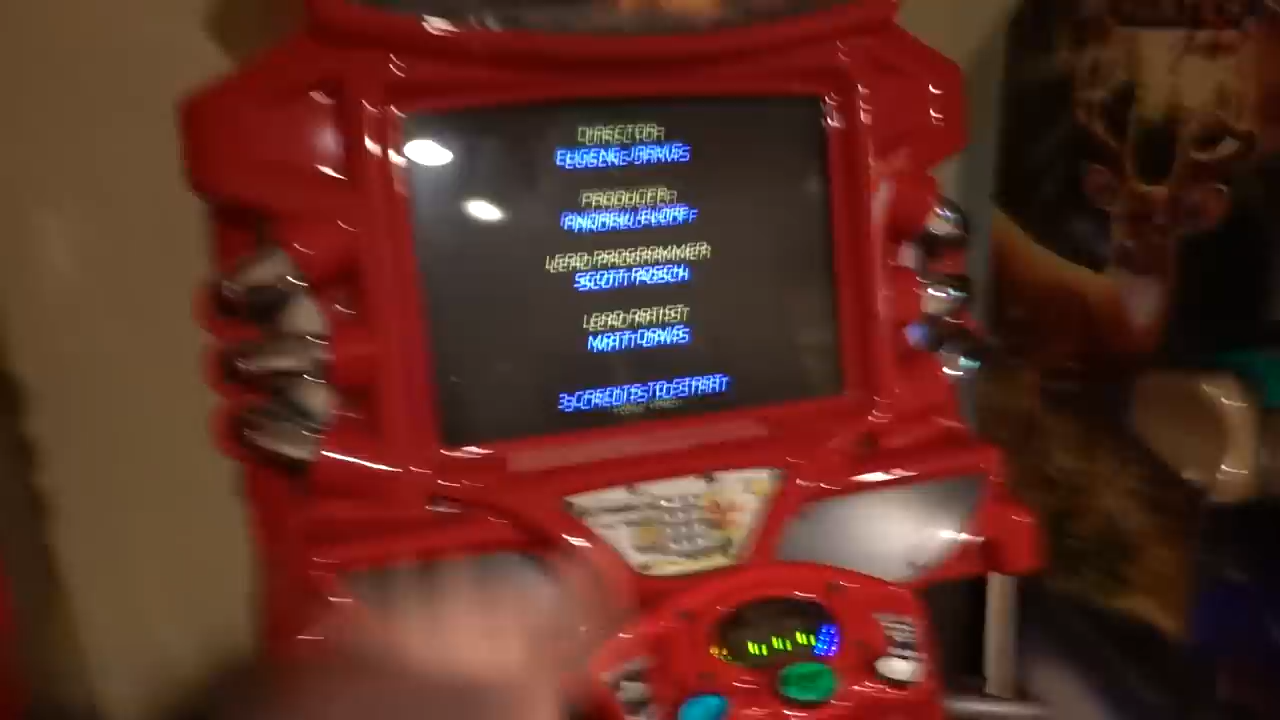 DIRECTOR
EUGENE JARVIS
PRODUCER
ANDREW ELOFF
LEAD PROGRAMMER
SCOTT POSCH
LEAD ARTIST
MATT DAVIS
3 CREDITS TO START